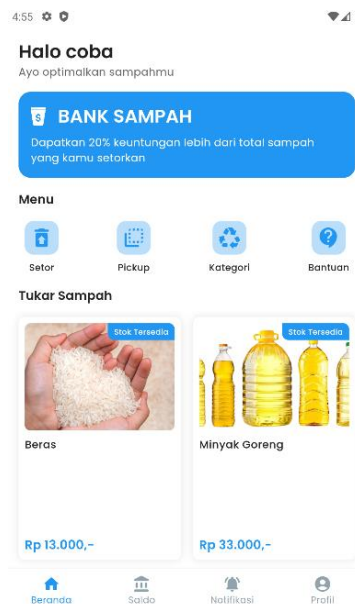 4:55
Halo coba
Ayo optimalkan sampahmu
BANK SAMPAH
Dapatkan 20% keuntungan lebih dari total sampah
yang kamu setorkan
Menu
Setor
Pickup
Kategori
Bantuan
Tukar Sampah
Stok Tersedia
Stok Tersedia
Beras
Minyak Goreng
Rp 13.000,-
Rp 33.000,-
Beranda
Saldo
Notifikasi
Profil